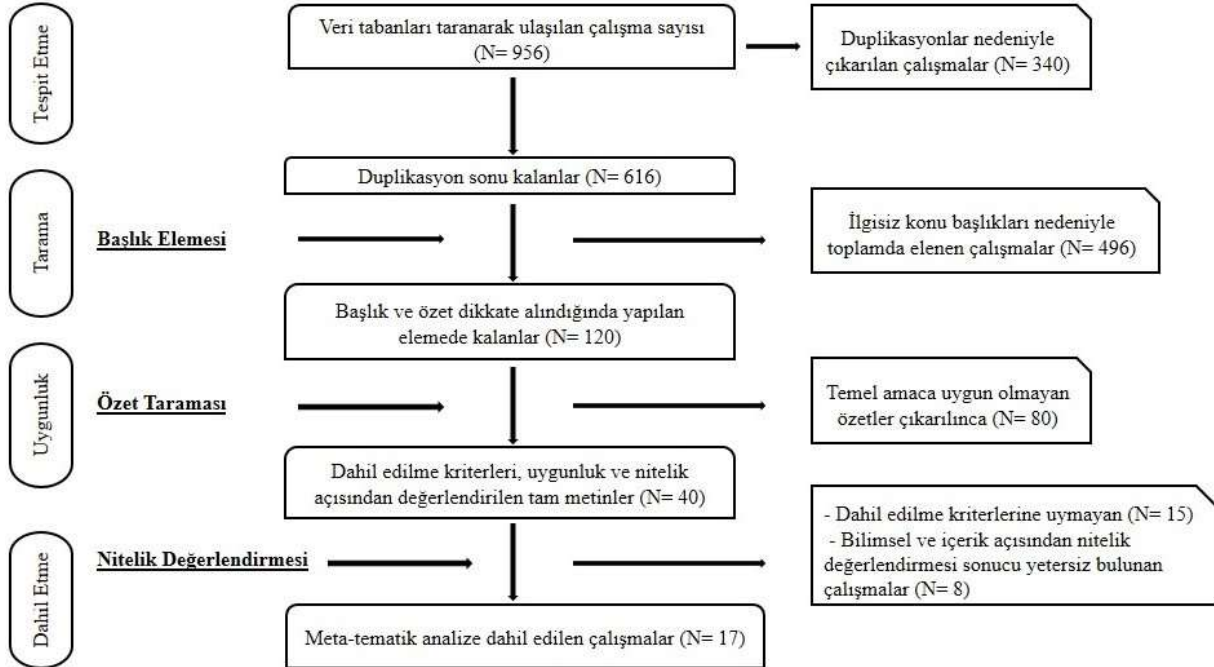 Tespit Etme
Veri tabanları taranarak ulaşılan çalışma sayısı
(N= 956)
Duplikasyonlar nedeniyle
çıkarılan çalışmalar (N= 340)
Duplikasyon sonu kalanlar (N= 616)
Tarama
Başlık Elemesi
İlgisiz konu başlıkları nedeniyle
toplamda elenen çalışmalar (N= 496)
Başlık ve özet dikkate alındığında yapılan
elemede kalanlar (N= 120)
Uygunluk
Özet Taraması
Temel amaca uygun olmayan
özetler çıkarılınca (N= 80)
Dahil edilme kriterleri, uygunluk ve nitelik
açısından değerlendirilen tam metinler (N= 40)
Dahil Etme
Nitelik Değerlendirmesi
- Dahil edilme kriterlerine uymayan (N= 15)
- Bilimsel ve içerik açısından nitelik
değerlendirmesi sonucu yetersiz bulunan
çalışmalar (N= 8)
Meta-tematik analize dahil edilen çalışmalar (N= 17)